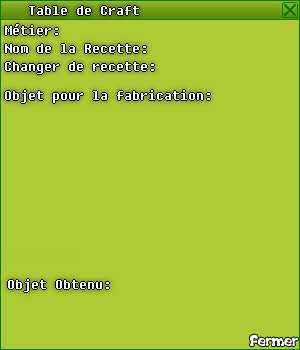 Table de Craft
Métier:
Nom de la Recette:
Changer de recette:
Objet pour la fabrication:
Objet Obtenu:
Fermer